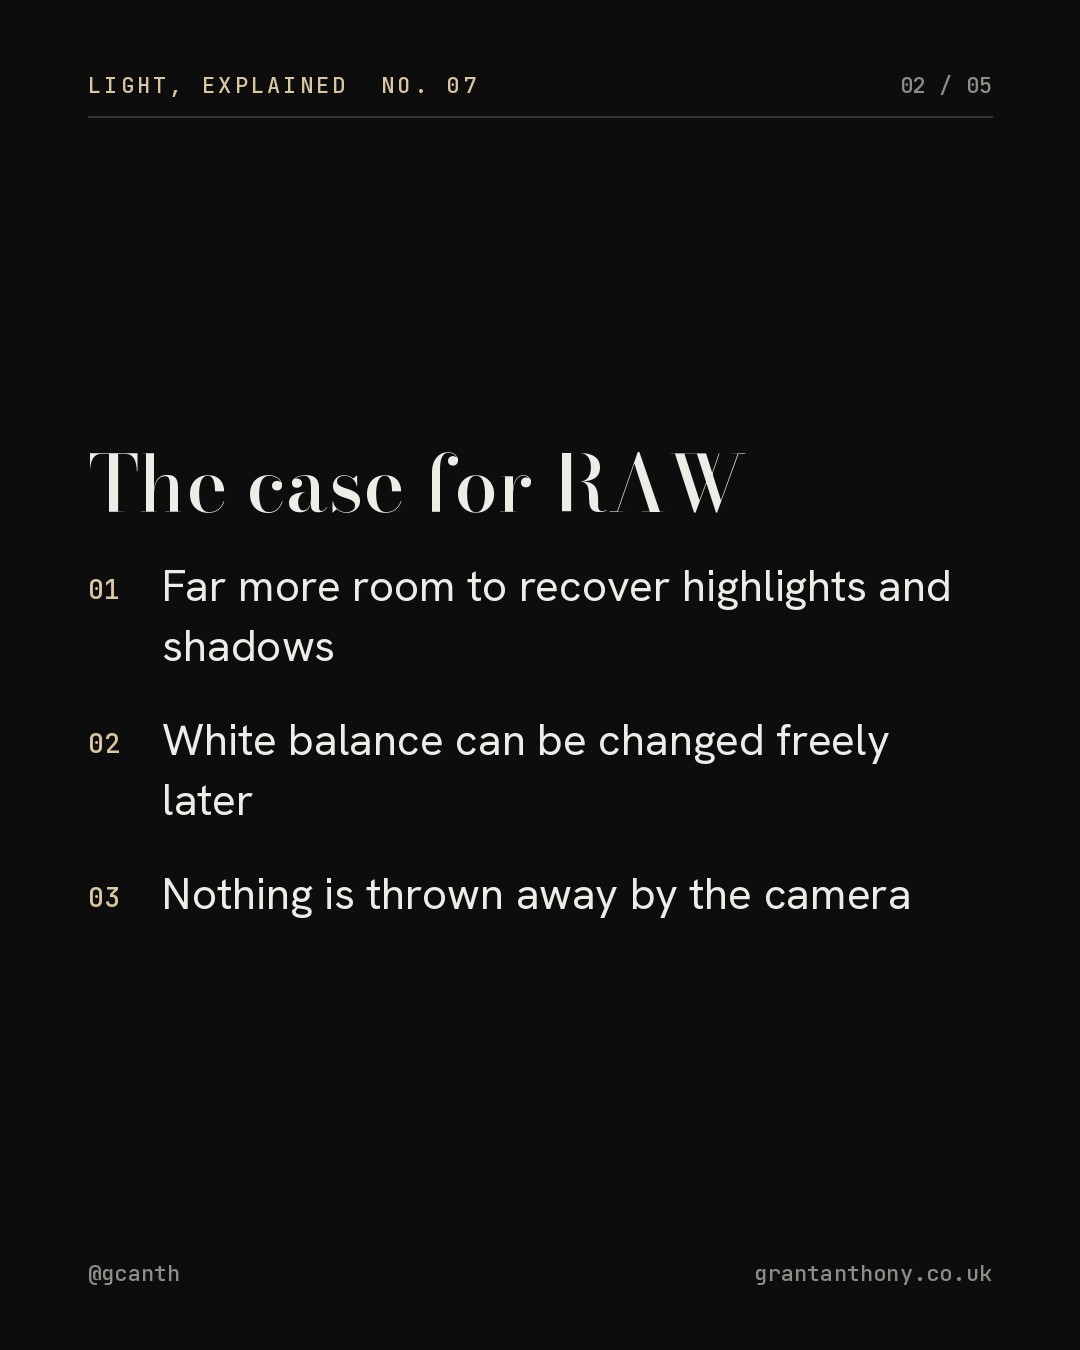 LIGHT, EXPLAINED NO. 07
02 / 05
The case for RAW
01 Far more room to recover highlights and
shadows
02 White balance can be changed freely
later
03 Nothing is thrown away by the camera
@gcanth
grantanthony.co.uk